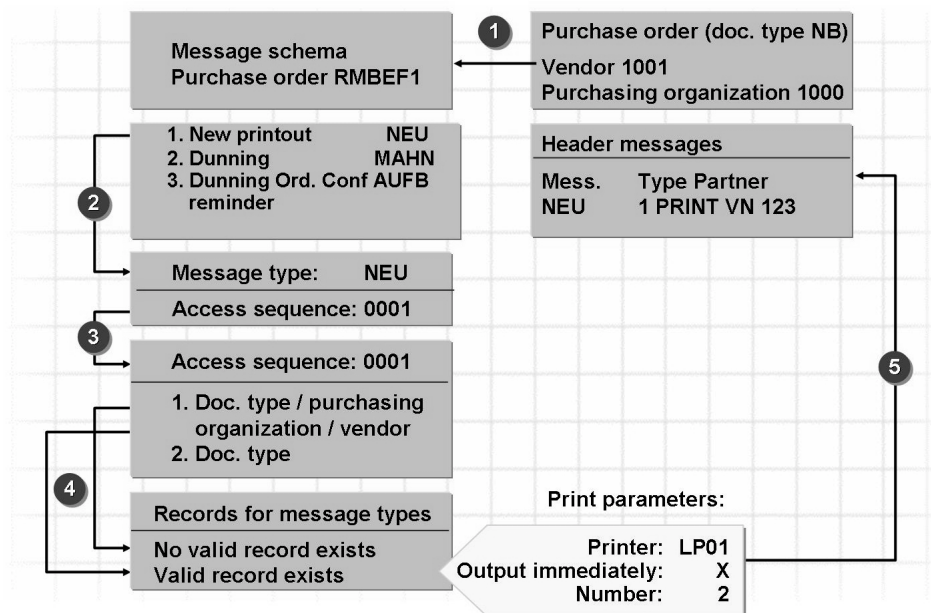 1
Purchase order (doc. type NB)
Vendor 1001
Purchasing organization 1000
Message schema
Purchase order RMBEF1
1. New printout NEU
2. Dunning MAHN
3. Dunning Ord. Conf AUFB
reminder
2
Header messages
Mess. Type Partner
NEU 1 PRINT VN 123
Message type: NEU
Access sequence: 0001
3
Access sequence: 0001
1. Doc. type / purchasing
organization / vendor
2. Doc. type
4
Records for message types
No valid record exists
Valid record exists
Print parameters:
Printer: LP01
Output immediately: X
Number: 2
5